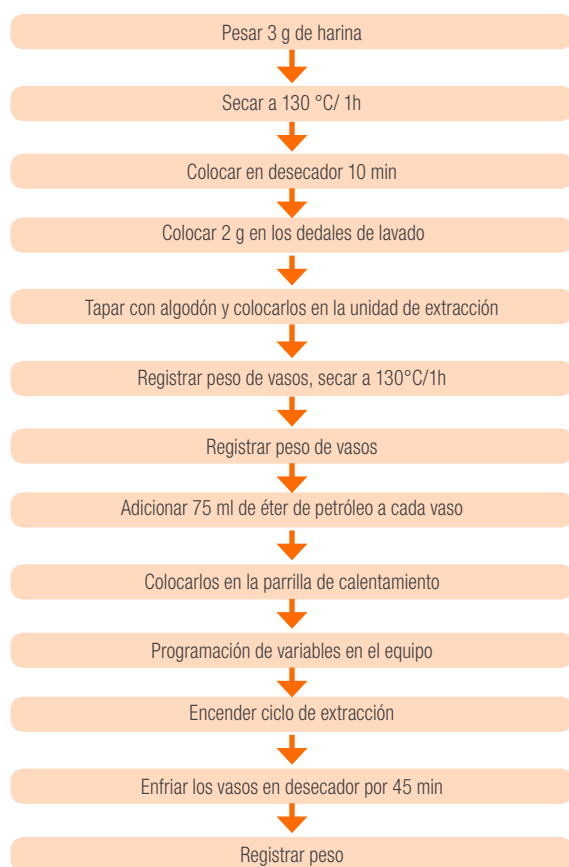 Pesar 3 g de harina
Secar a 130 °C/ 1h
Colocar en desecador 10 min
Colocar 2 g en los dedales de lavado
Tapar con algodón y colocarlos en la unidad de extracción
Registrar peso de vasos, secar a 130°C/1h
Registrar peso de vasos
Adicionar 75 ml de éter de petróleo a cada vaso
Colocarlos en la parrilla de calentamiento
Programación de variables en el equipo
Encender ciclo de extracción
Enfriar los vasos en desecador por 45 min
Registrar peso